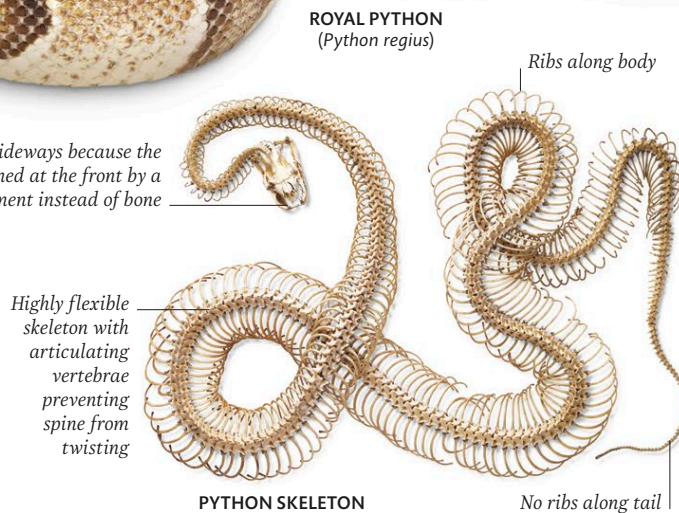 ROYAL PYTHON
(Python regius)
Ribs along body
ideways because the
ned at the front by a
ment instead of bone
Highly flexible
skeleton with
articulating
vertebrae
preventing
spine from
twisting
PYTHON SKELETON
No ribs along tail